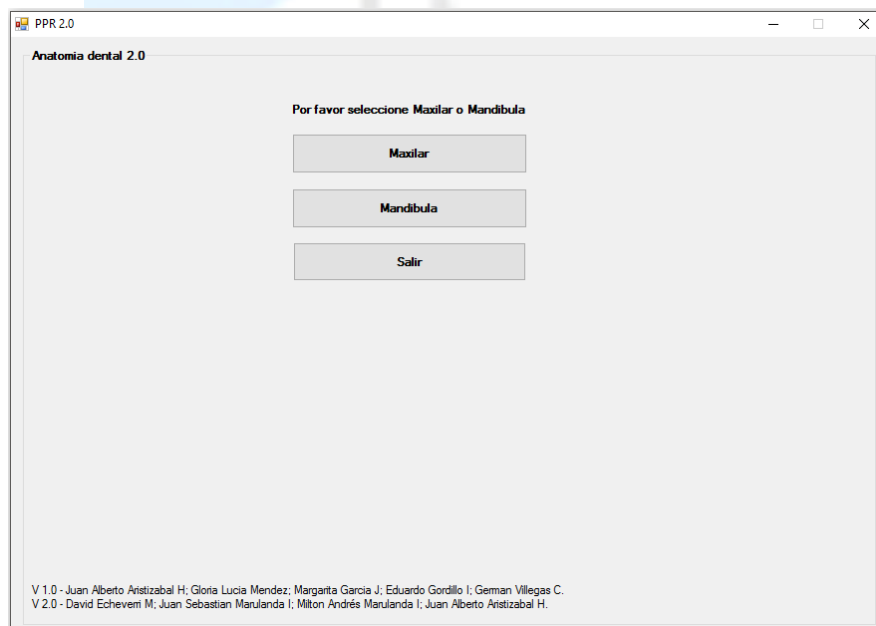 PPR 2.0
Anatomia dental 2.0
Por favor seleccione Maxilar o Mandibula
Maxilar
Mandibula
Salir
V 1.0 - Juan Alberto Aristizabal H; Gloria Lucia Mendez; Margarita Garcia J; Eduardo Gordillo I; German Villegas C.
V 2.0 - David Echeverri M; Juan Sebastian Marulanda I; Milton Andrés Marulanda I; Juan Alberto Aristizabal H.